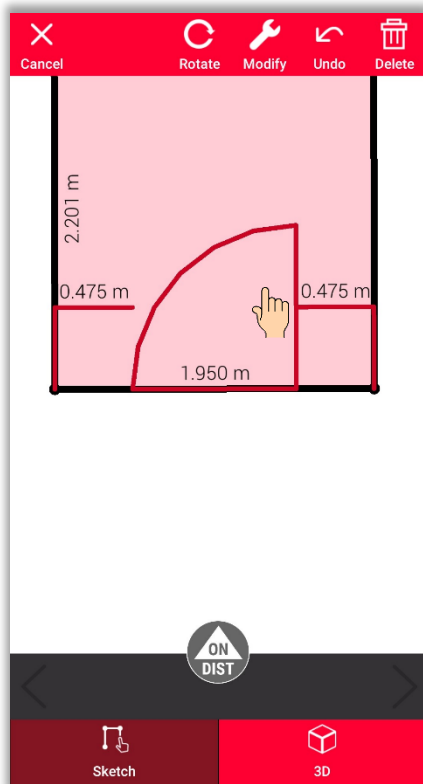 Cancel
Rotate
Modify
Undo
Delete
2.201 m
0.475 m
0.475 m
1.950 m
ON
DIST
Sketch
3D